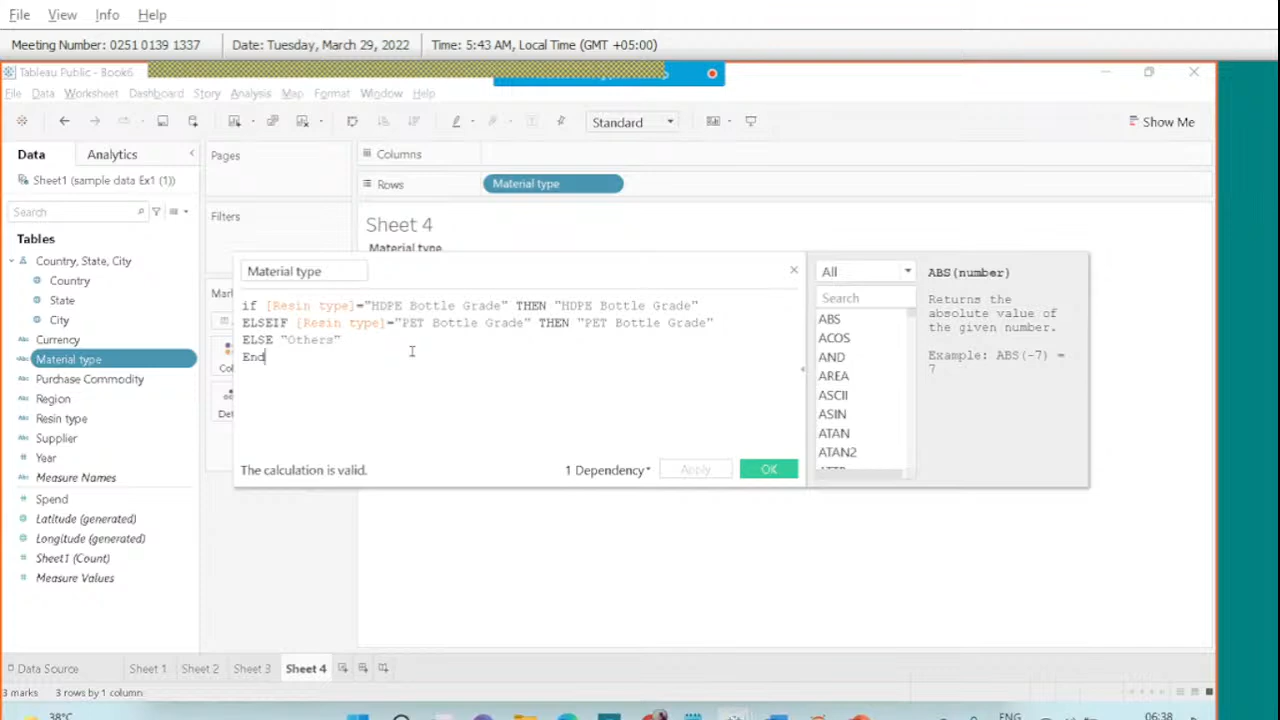 File View Info Help
Meeting Number: 0251 0139 1337 Date: Tuesday, March 29, 2022 Time: 5:43 AM, Local Time (GMT +05:00)
Tableau Public - Book6
File Data Worksheet Dashboard Story Analysis Map Format Window Help
Standard
Show Me
Data Analytics
Pages
Columns
Sheet1 (sample data Ex1 (1))
Rows Material type
Search
Filters
Sheet 4
Tables
Material type
Country, State, City
Country
State
City
Abc Currency
Abc Material type
Abc Purchase Commodity
Abc Region
Abc Resin type
Abc Supplier
Abc Year
Abc Measure Names
# Spend
Latitude (generated)
Longitude (generated)
# Sheet1 (Count)
# Measure Values
Material type
if [Resin type]="HDPE Bottle Grade" THEN "HDPE Bottle Grade"
ELSEIF [Resin type]="PET Bottle Grade" THEN "PET Bottle Grade"
ELSE "Others"
End
The calculation is valid.
1 Dependency
Apply
OK
All
Search
ABS
ACOS
AND
AREA
ASCII
ASIN
ATAN
ATAN2
ABS(number)
Returns the
absolute value of
the given number.
Example: ABS(-7) =
7
Data Source Sheet 1 Sheet 2 Sheet 3 Sheet 4
3 marks 3 rows by 1 column
38°C
ENG
06:38